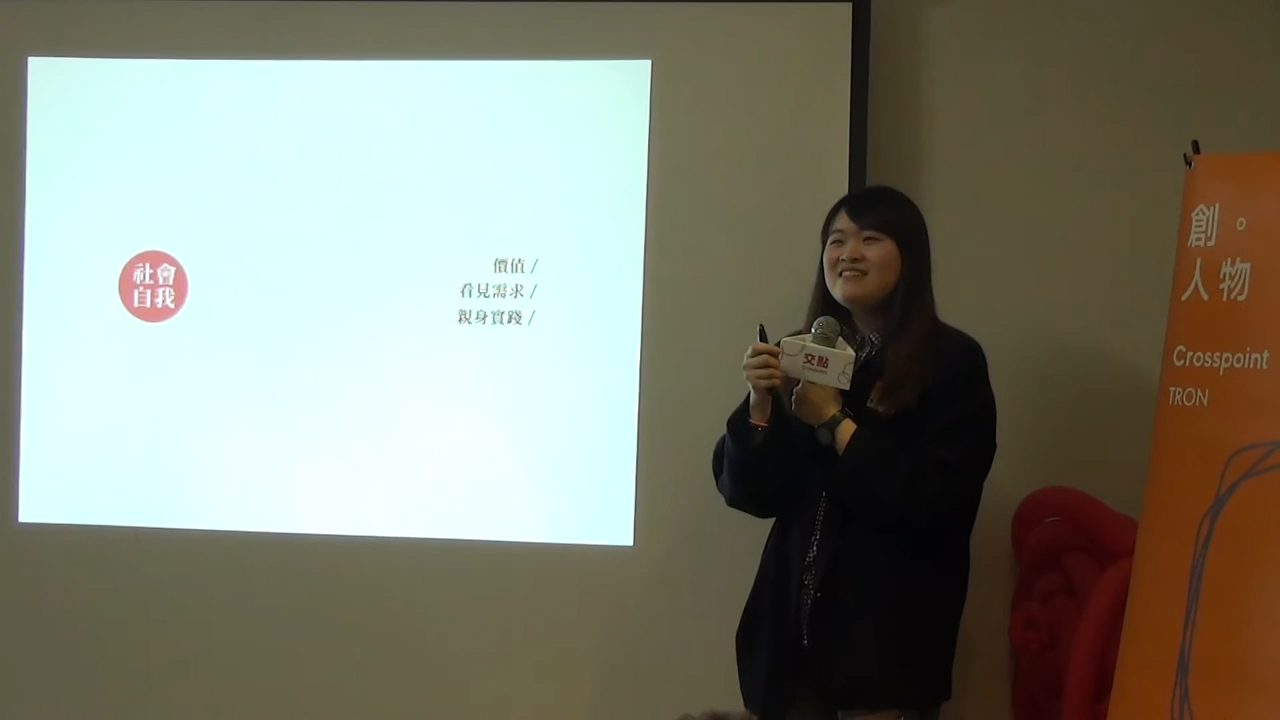 社會
自我
價值 /
看見需求 /
親身實踐 /
交點
Crosspoint
創。
人物
Crosspoint
TRON